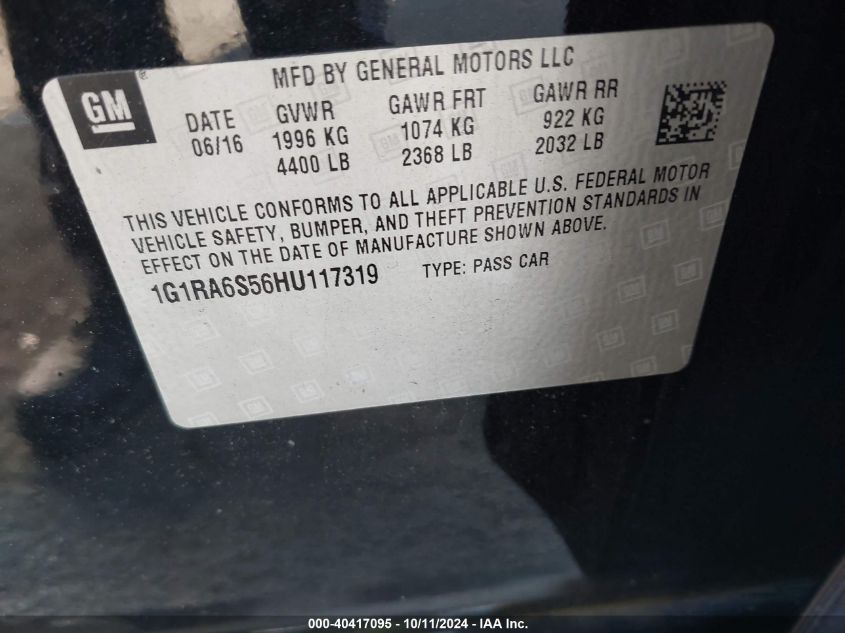 GM
MFD BY GENERAL MOTORS LLC
DATE GVWR GAWR FRT GAWR RR
06/16 1996 KG 1074 KG 922 KG
4400 LB 2368 LB 2032 LB
THIS VEHICLE CONFORMS TO ALL APPLICABLE U.S. FEDERAL MOTOR
VEHICLE SAFETY, BUMPER, AND THEFT PREVENTION STANDARDS IN
EFFECT ON THE DATE OF MANUFACTURE SHOWN ABOVE.
1G1RA6S56HU117319 TYPE: PASS CAR
000-40417095 - 10/11/2024 - IAA Inc.